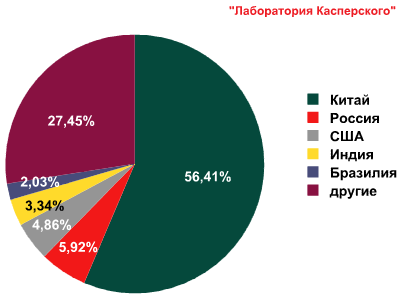 "Лаборатория Касперского"
27,45%
56,41%
2,03%
3,34%
4,86%
5,92%
Китай
Россия
США
Индия
Бразилия
другие